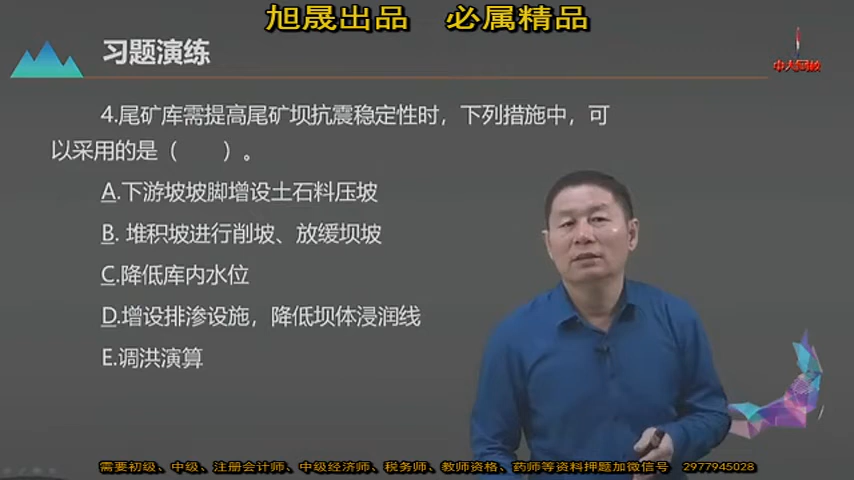 旭晟出品 必属精品
习题演练
中大网校
4.尾矿库需提高尾矿坝抗震稳定性时，下列措施中，可
以采用的是（ ）。
A.下游坡坡脚增设土石料压坡
B. 堆积坡进行削坡、放缓坝坡
C.降低库内水位
D.增设排渗设施，降低坝体浸润线
E.调洪演算
需要初级、中级、注册会计师、中级经济师、税务师、教师资格、药师等资料押题加微信号 2977945028